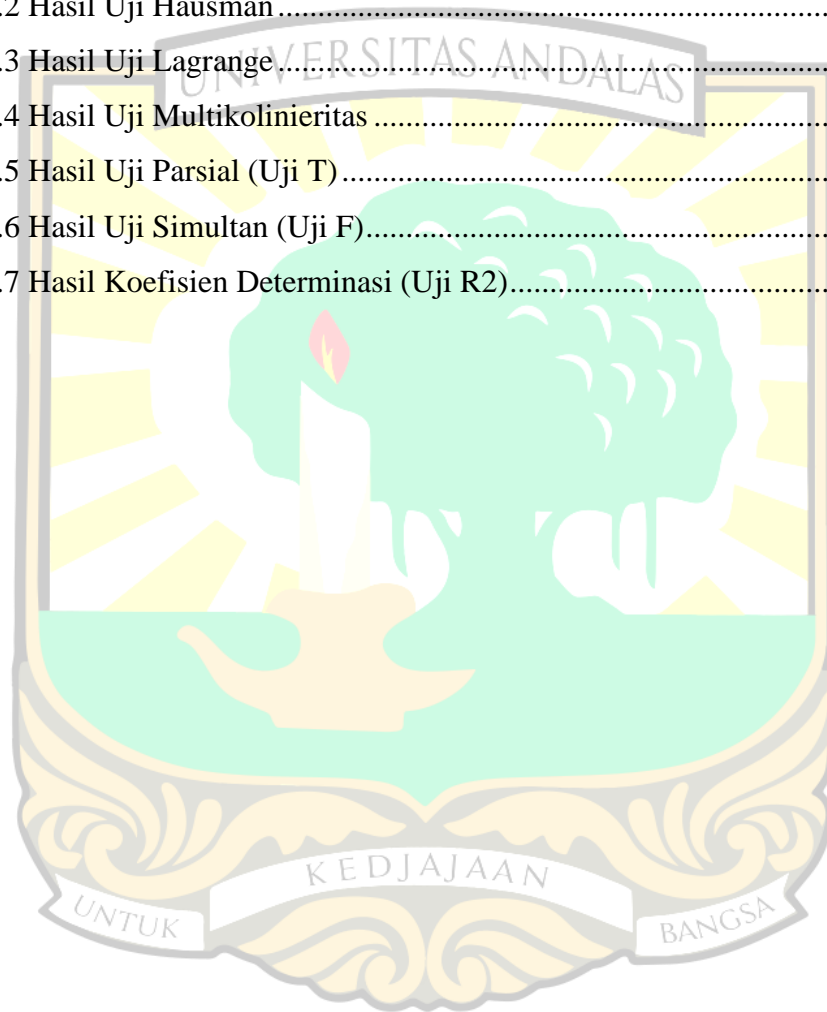 .2 Hasil Uji Hausman........................................................................
.3 Hasil Uji Lagrange........................................................................
UNIVERSITAS ANDALAS
.4 Hasil Uji Multikolinieritas............................................................
.5 Hasil Uji Parsial (Uji T)................................................................
.6 Hasil Uji Simultan (Uji F).............................................................
.7 Hasil Koefisien Determinasi (Uji R2)...........................................
KEDJAJAAN
UNTUK
BANGSA